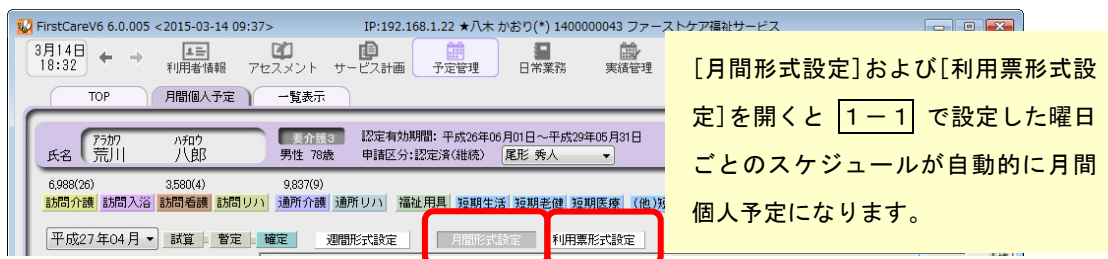 FirstCareV6 6.0.005 <2015-03-14 09:37> IP:192.168.1.22 ★八木 かおり(*) 1400000043 ファーストケア福祉サービス
3月14日
18:32
利用者情報 アセスメント サービス計画 予定管理 日常業務 実績管理
TOP 月間個人予定 一覧表示
アラカワ ハチロウ 要介護3 認定有効期間: 平成26年06月01日～平成29年05月31日
氏名 荒川 八郎 男性 78歳 申請区分:認定済(継続) 尾形 秀人
6,988(26) 3,580(4) 9,837(9)
訪問介護 訪問入浴 訪問看護 訪問リハ 通所介護 通所リハ 福祉用具 短期生活 短期老健 短期医療 (他)短
平成27年04月 試算 暫定 確定 週間形式設定 月間形式設定 利用票形式設定
[月間形式設定]および[利用票形式設
定]を開くと 1－1 で設定した曜日
ごとのスケジュールが自動的に月間
個人予定になります。